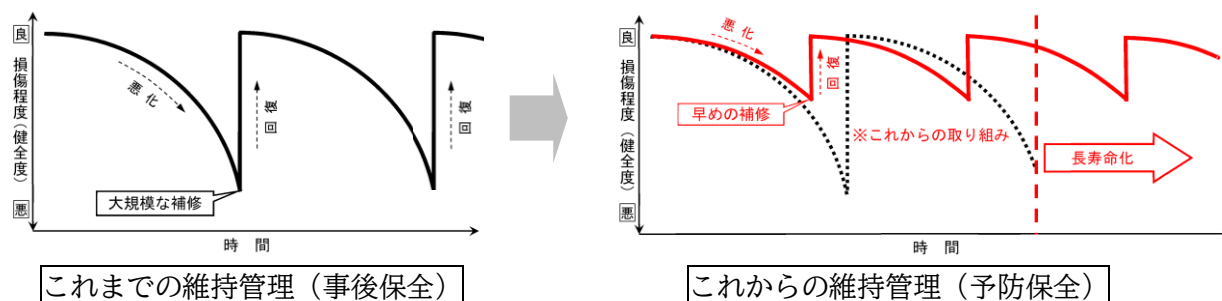 良
損傷程度(健全度)
悪
悪化
回復
回復
大規模な補修
時 間
これまでの維持管理(事後保全)
良
損傷程度(健全度)
悪
悪化
回復
早めの補修
※これからの取り組み
長寿命化
時間
これからの維持管理(予防保全)